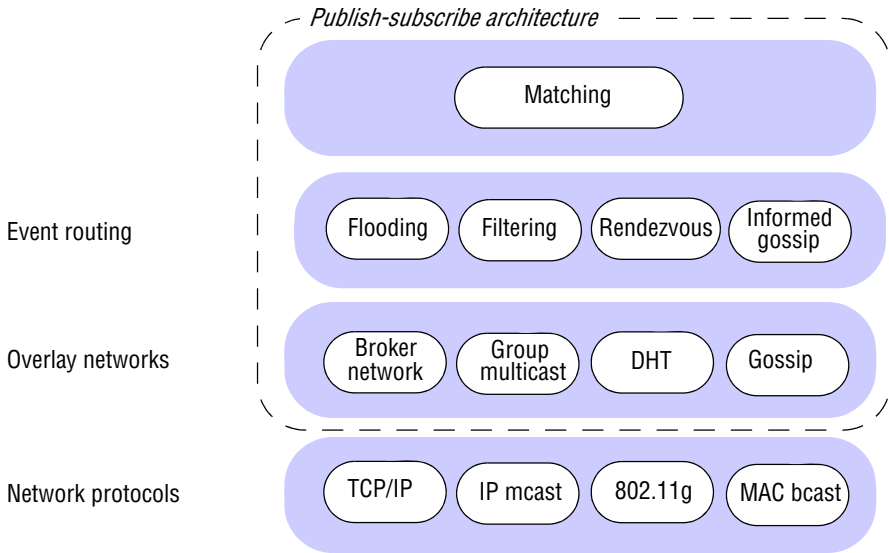 Publish-subscribe architecture
Matching
Event routing
Flooding
Filtering
Rendezvous
Informed
gossip
Overlay networks
Broker
network
Group
multicast
DHT
Gossip
Network protocols
TCP/IP
IP mcast
802.11g
MAC bcast